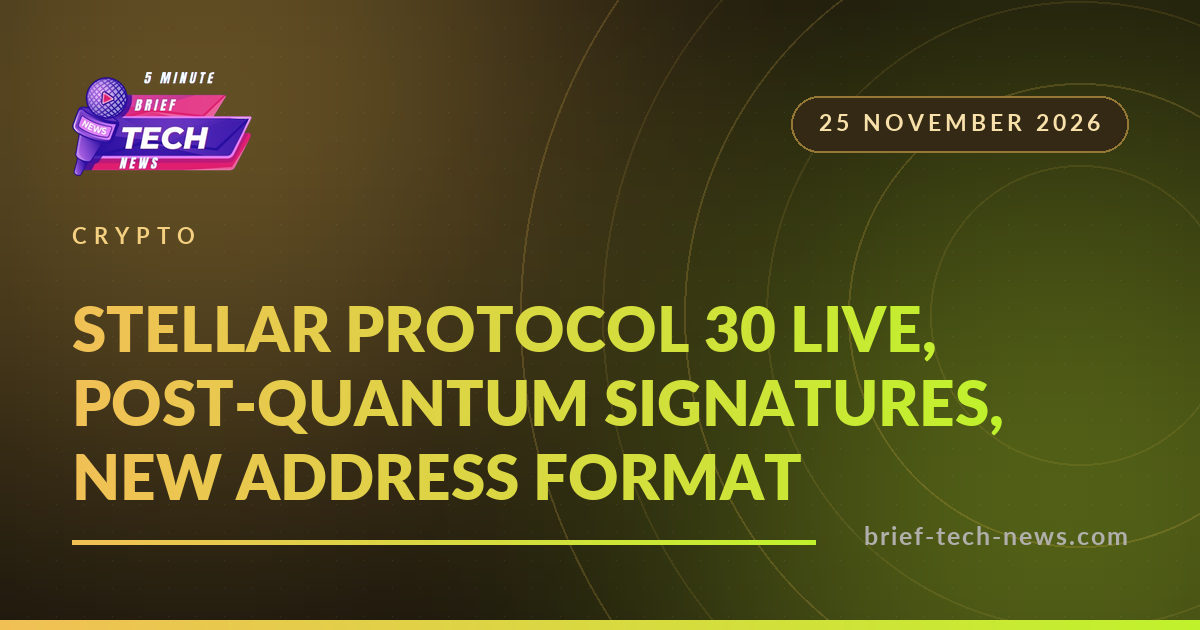 5 MINUTE
BRIEF
NEWS
TECH
NEWS
25 NOVEMBER 2026
CRYPTO
STELLAR PROTOCOL 30 LIVE,
POST-QUANTUM SIGNATURES,
NEW ADDRESS FORMAT
brief-tech-news.com